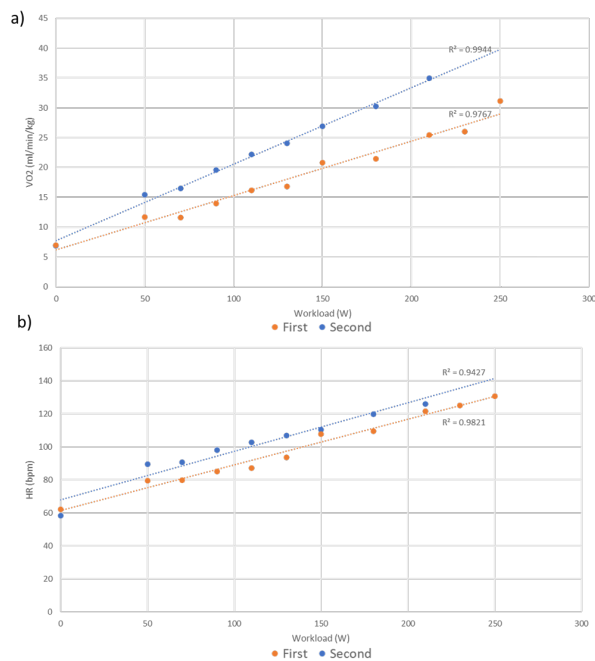 a)
45
40
35
30
25
20
15
10
5
0
VO2 (ml/min/kg)
R² = 0.9944
R² = 0.9767
0 50 100 150 200 250 300
Workload (W)
First Second
b)
160
140
120
100
80
60
40
20
0
HR (bpm)
R² = 0.9427
R² = 0.9821
0 50 100 150 200 250 300
Workload (W)
First Second